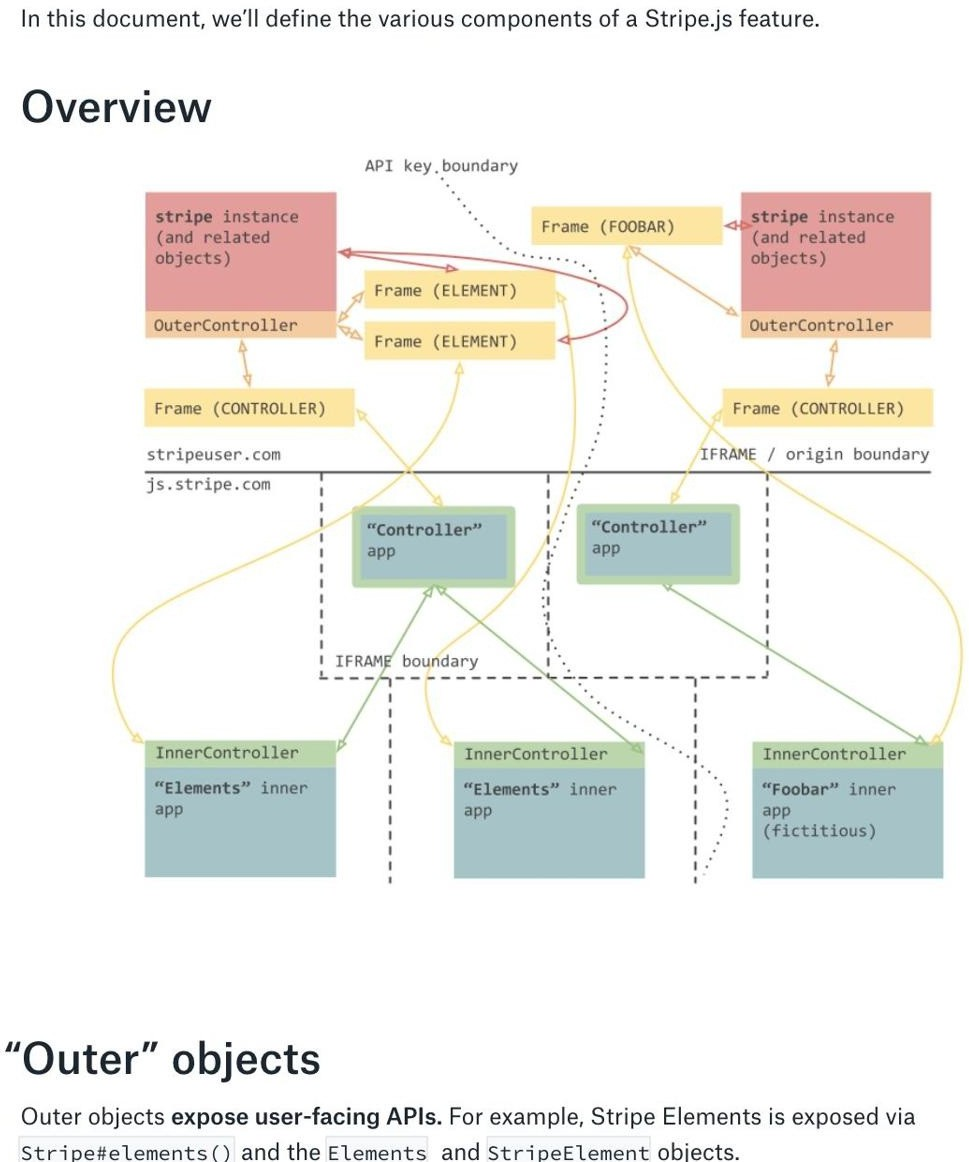 In this document, we’ll define the various components of a Stripe.js feature.
Overview
API key boundary
stripe instance
(and related
objects)
OuterController
Frame (ELEMENT)
Frame (ELEMENT)
Frame (CONTROLLER)
Frame (FOOBAR)
stripe instance
(and related
objects)
OuterController
Frame (CONTROLLER)
stripeuser.com
IFRAME / origin boundary
js.stripe.com
“Controller”
app
“Controller”
app
IFRAME boundary
InnerController
“Elements” inner
app
InnerController
“Elements” inner
app
InnerController
“Foobar” inner
app
(fictitious)
“Outer” objects
Outer objects expose user-facing APIs. For example, Stripe Elements is exposed via
Stripe#elements() and the Elements and StripeElement objects.